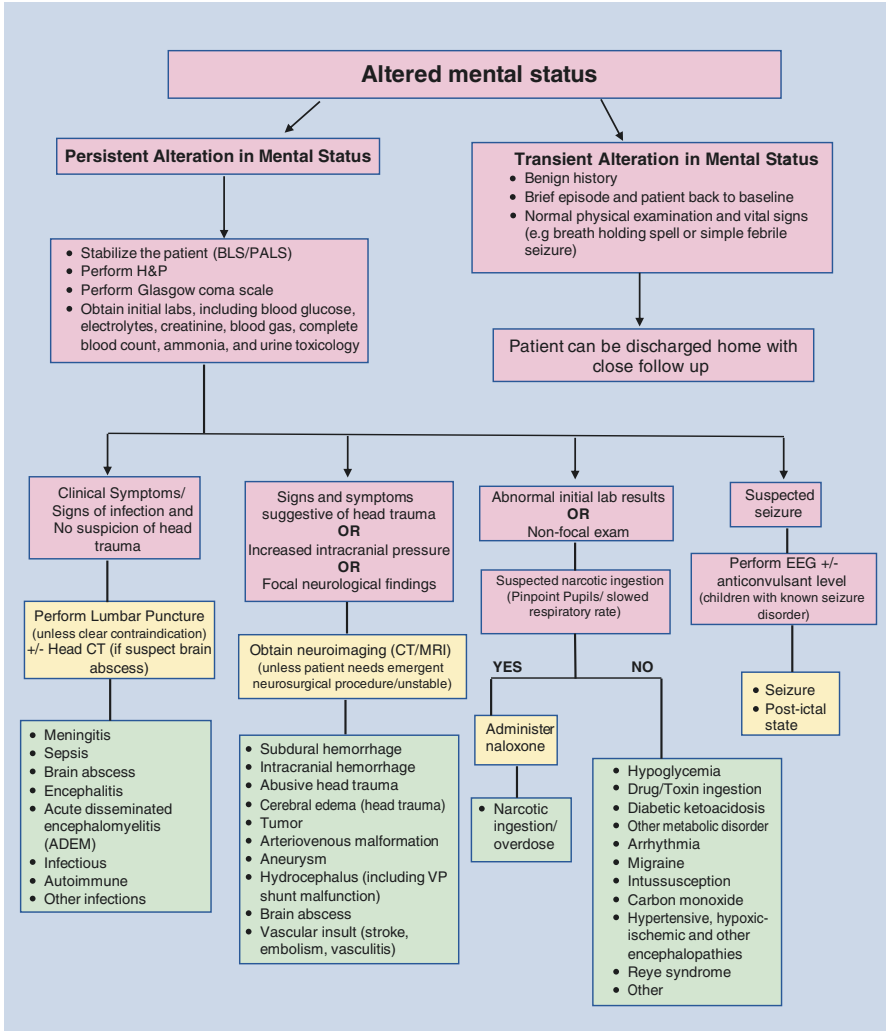 Altered mental status
Persistent Alteration in Mental Status
Transient Alteration in Mental Status
• Benign history
• Brief episode and patient back to baseline
• Normal physical examination and vital signs
(e.g breath holding spell or simple febrile
seizure)
• Stabilize the patient (BLS/PALS)
• Perform H&P
• Perform Glasgow coma scale
• Obtain initial labs, including blood glucose,
electrolytes, creatinine, blood gas, complete
blood count, ammonia, and urine toxicology
Patient can be discharged home with
close follow up
Clinical Symptoms/
Signs of infection and
No suspicion of head
trauma
Perform Lumbar Puncture
(unless clear contraindication)
+/- Head CT (if suspect brain
abscess)
• Meningitis
• Sepsis
• Brain abscess
• Encephalitis
• Acute disseminated
encephalomyelitis
(ADEM)
• Infectious
• Autoimmune
• Other infections
Signs and symptoms
suggestive of head trauma
OR
Increased intracranial pressure
OR
Focal neurological findings
Obtain neuroimaging (CT/MRI)
(unless patient needs emergent
neurosurgical procedure/unstable)
• Subdural hemorrhage
• Intracranial hemorrhage
• Abusive head trauma
• Cerebral edema (head trauma)
• Tumor
• Arteriovenous malformation
• Aneurysm
• Hydrocephalus (including VP
shunt malfunction)
• Brain abscess
• Vascular insult (stroke,
embolism, vasculitis)
Abnormal initial lab results
OR
Non-focal exam
Suspected narcotic ingestion
(Pinpoint Pupils/ slowed
respiratory rate)
YES
NO
Administer
naloxone
• Narcotic
ingestion/
overdose
• Hypoglycemia
• Drug/Toxin ingestion
• Diabetic ketoacidosis
• Other metabolic disorder
• Arrhythmia
• Migraine
• Intussusception
• Carbon monoxide
• Hypertensive, hypoxic-
ischemic and other
encephalopathies
• Reye syndrome
• Other
Suspected
seizure
Perform EEG +/-
anticonvulsant level
(children with known seizure
disorder)
• Seizure
• Post-ictal
state